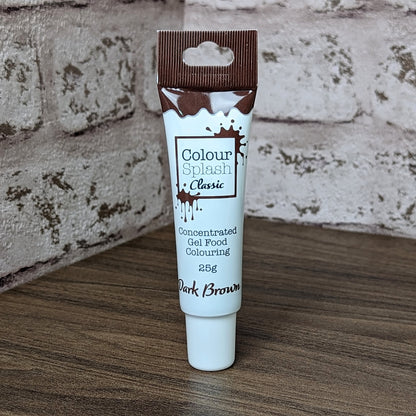 Colour
Splash
Classic
Concentrated
Gel Food
Colouring
25g
Dark Brown